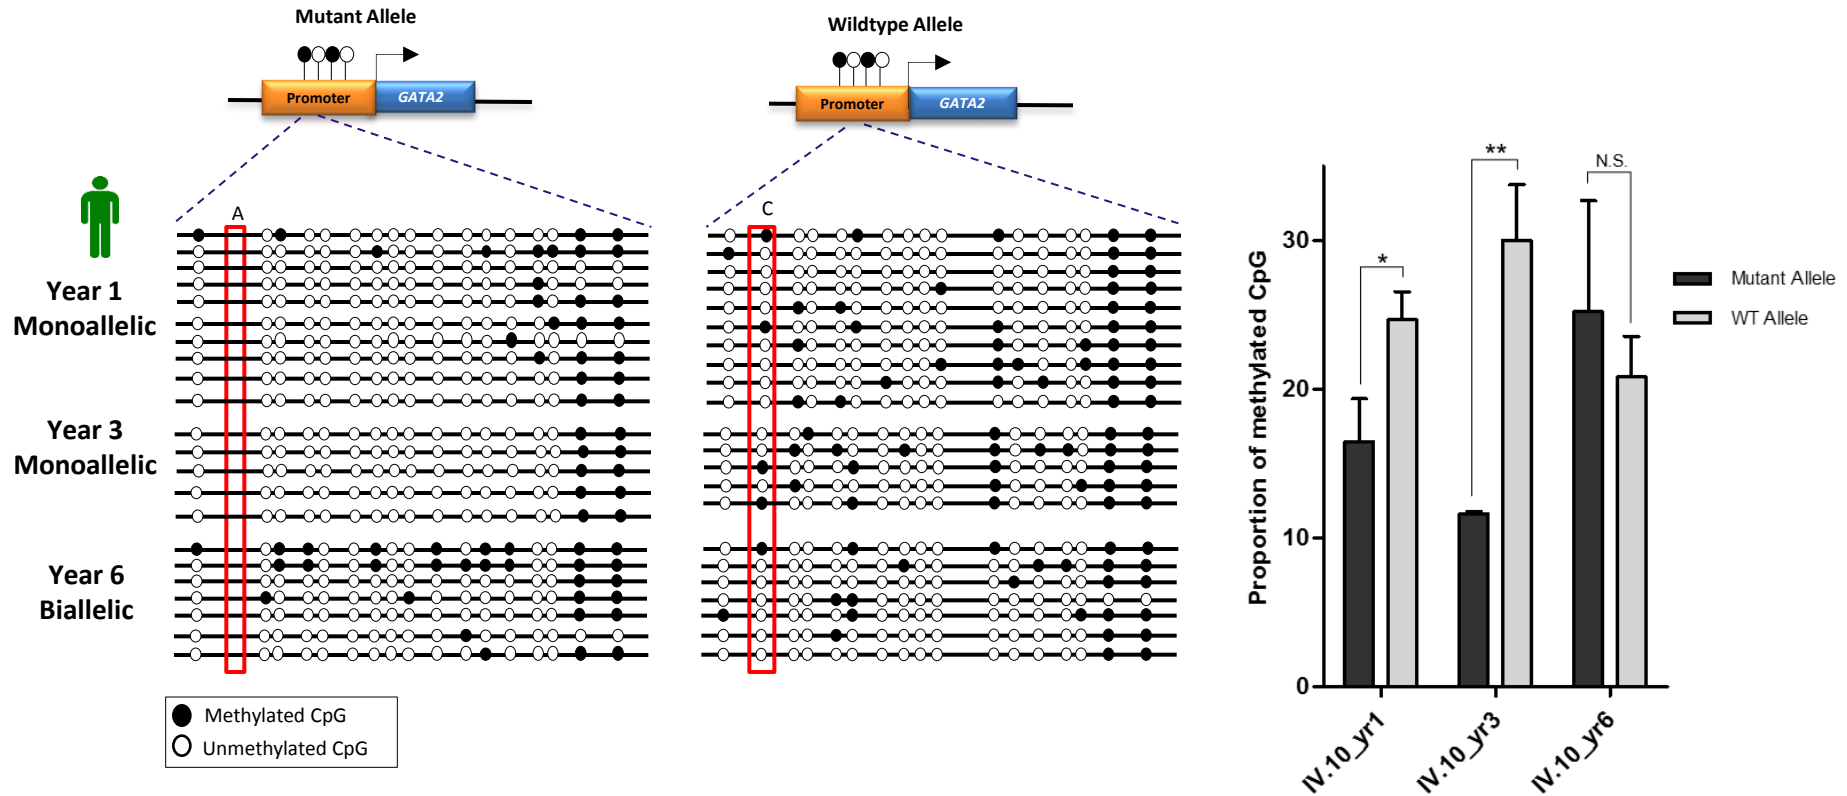 Mutant Allele
Promoter
GATA2
Wildtype Allele
Promoter
GATA2
A
C
Year 1
Monoallelic
Year 3
Monoallelic
Year 6
Biallelic
Methylated CpG
Unmethylated CpG
Proportion of methylated CpG
30
20
10
0
*
**
N.S.
IV.10_yr1
IV.10_yr3
IV.10_yr6
Mutant Allele
WT Allele